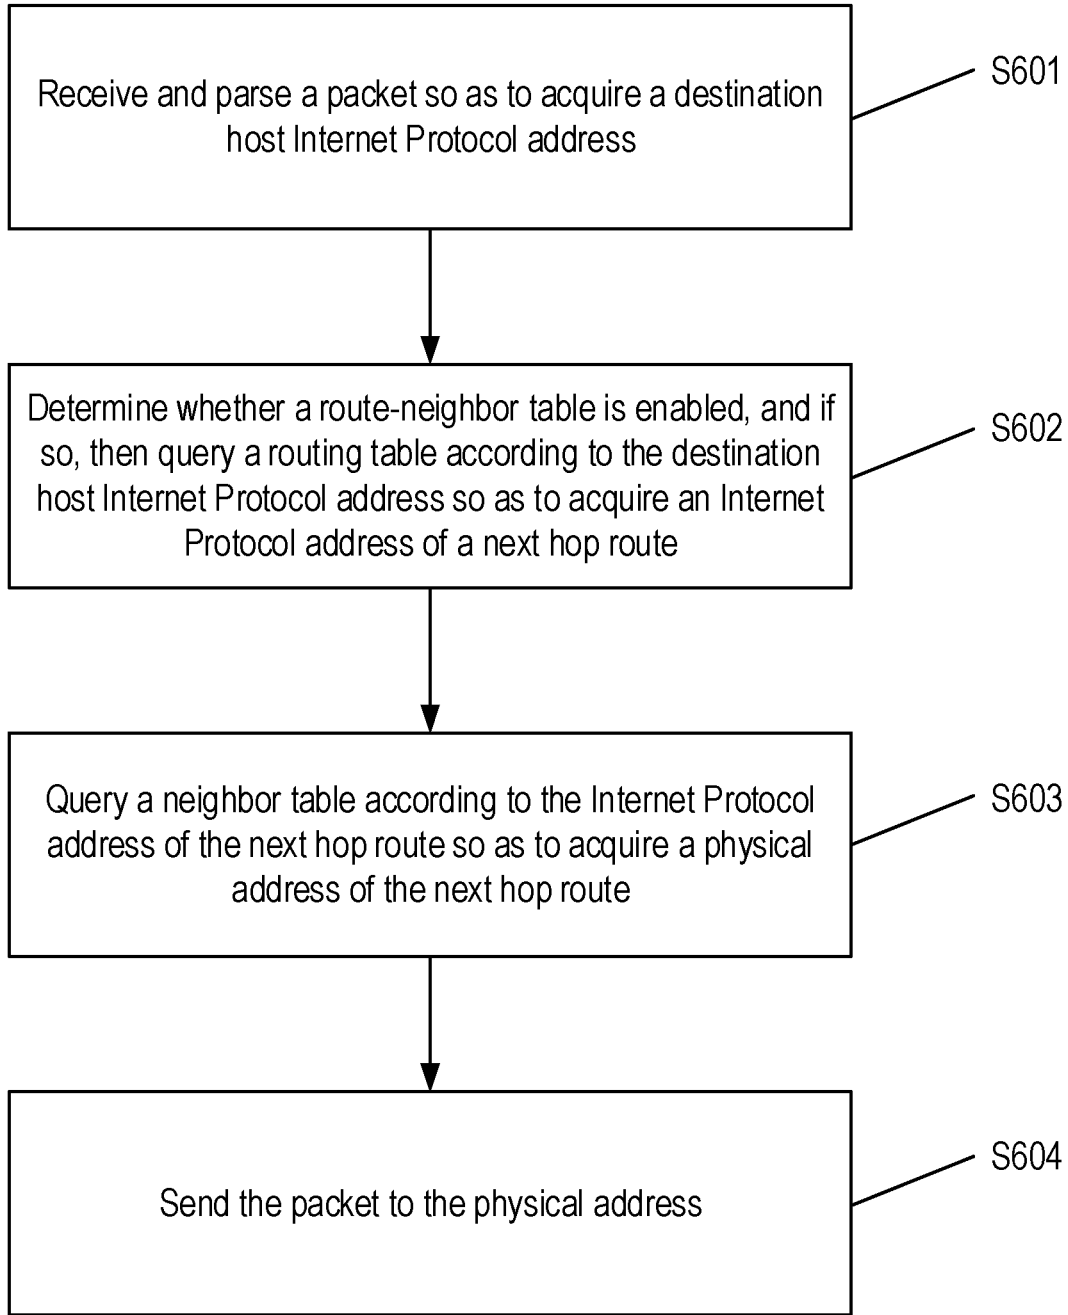 Receive and parse a packet so as to acquire a destination
host Internet Protocol address
S601
Determine whether a route-neighbor table is enabled, and if
so, then query a routing table according to the destination
host Internet Protocol address so as to acquire an Internet
Protocol address of a next hop route
S602
Query a neighbor table according to the Internet Protocol
address of the next hop route so as to acquire a physical
address of the next hop route
S603
Send the packet to the physical address
S604